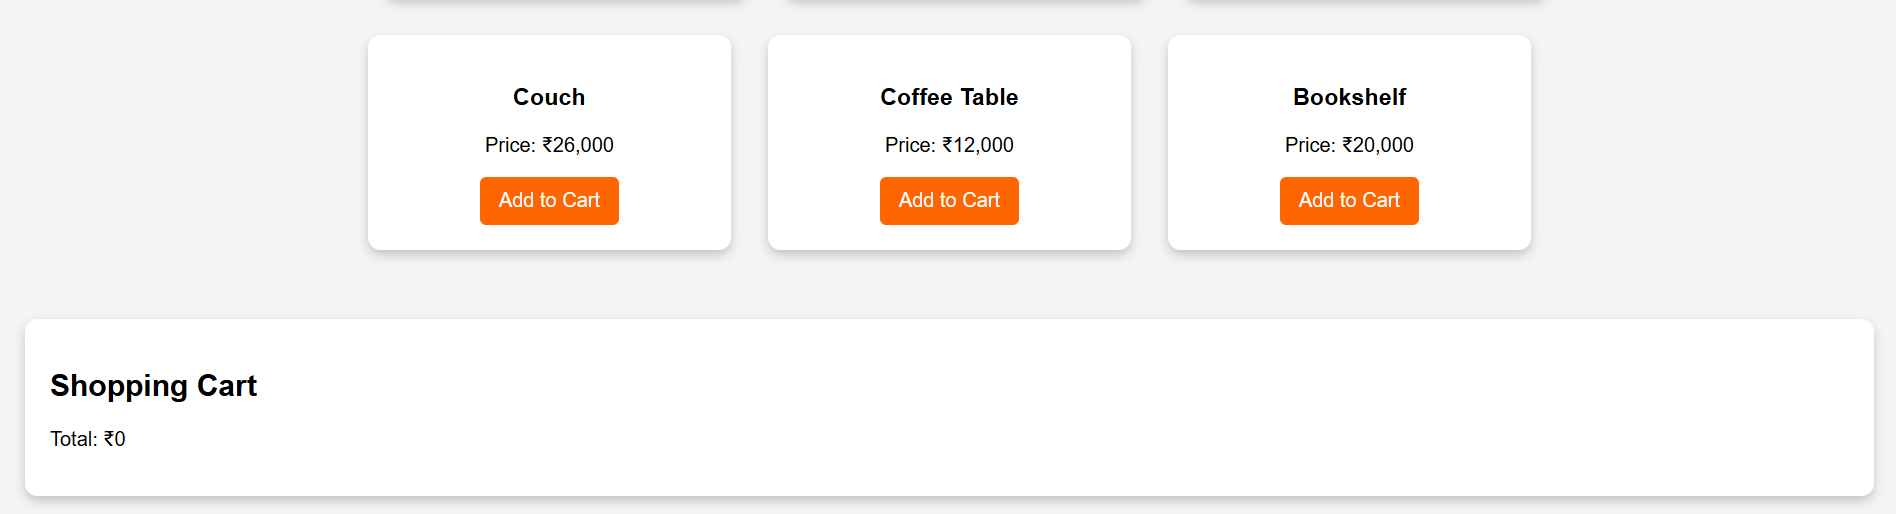 Couch
Price: ₹26,000
Add to Cart
Coffee Table
Price: ₹12,000
Add to Cart
Bookshelf
Price: ₹20,000
Add to Cart
Shopping Cart
Total: ₹0